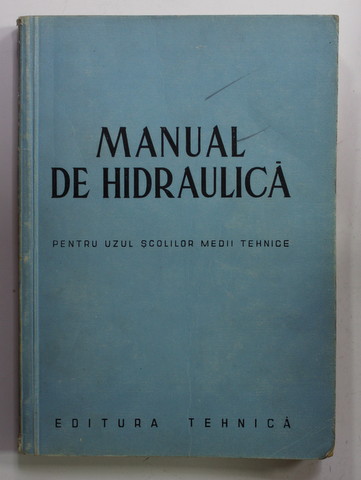 MANUAL
DE HIDRAULICĂ
PENTRU UZUL ȘCOLILOR MEDII TEHNICE
EDITURA TEHNICĂ